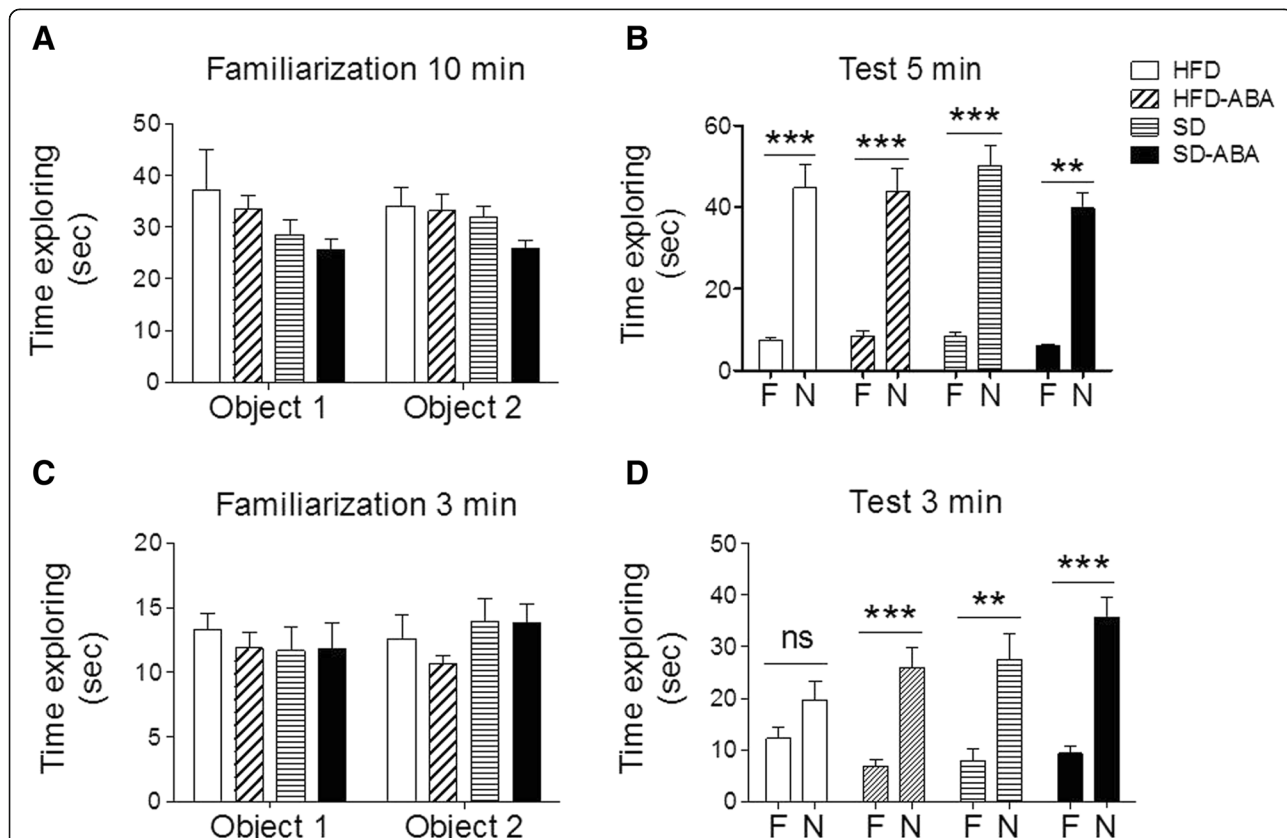 A
Familiarization 10 min
Time exploring
(sec)
50
40
30
20
10
0
Object 1 Object 2
B
Test 5 min
Time exploring
(sec)
60
40
20
0
*** *** *** **
F N F N F N F N
HFD
HFD-ABA
SD
SD-ABA
C
Familiarization 3 min
Time exploring
(sec)
20
15
10
5
0
Object 1 Object 2
D
Test 3 min
Time exploring
(sec)
50
40
30
20
10
0
ns *** ** ***
F N F N F N F N